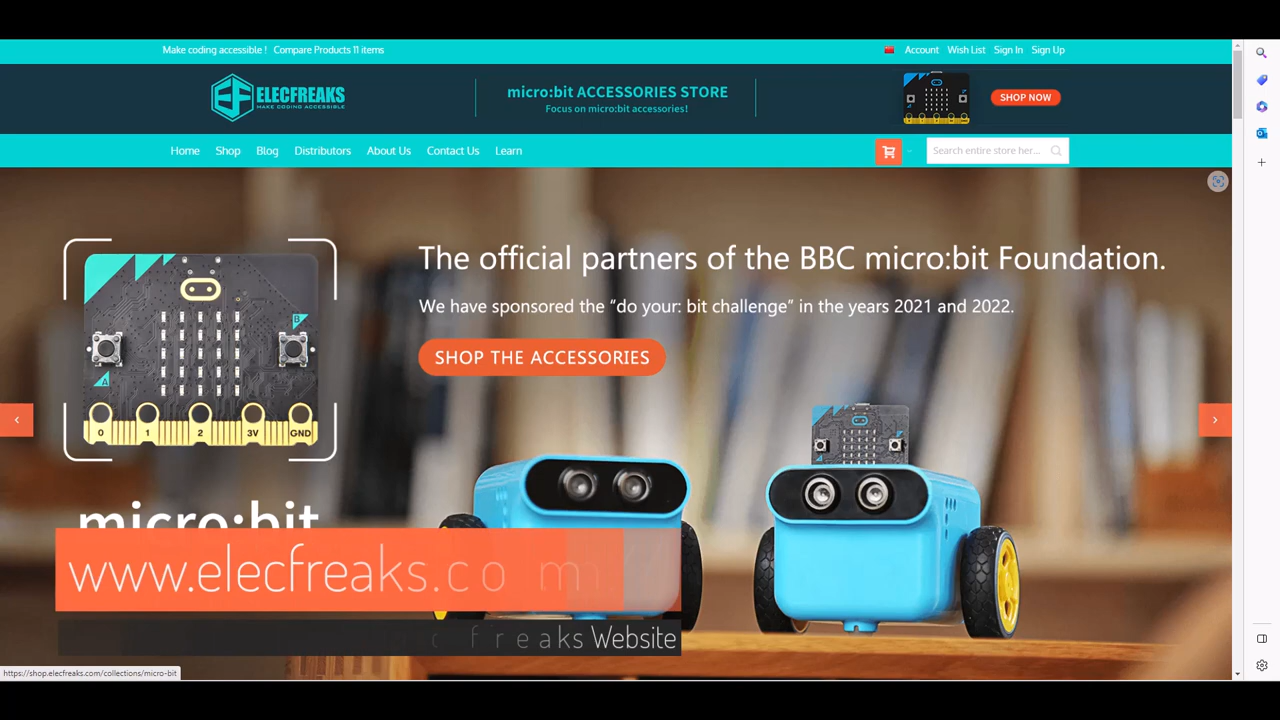 Make coding accessible ! Compare Products 11 items
Account Wish List Sign In Sign Up
ELECFREAKS
MAKE CODING ACCESSIBLE
micro:bit ACCESSORIES STORE
Focus on micro:bit accessories!
SHOP NOW
Home Shop Blog Distributors About Us Contact Us Learn
Search entire store her...
The official partners of the BBC micro:bit Foundation.
We have sponsored the “do your: bit challenge” in the years 2021 and 2022.
SHOP THE ACCESSORIES
B
A
0 1 2 3V GND
micro:bit
www.elecfreaks.com
freaks Website
https://shop.elecfreaks.com/collections/micro-bit